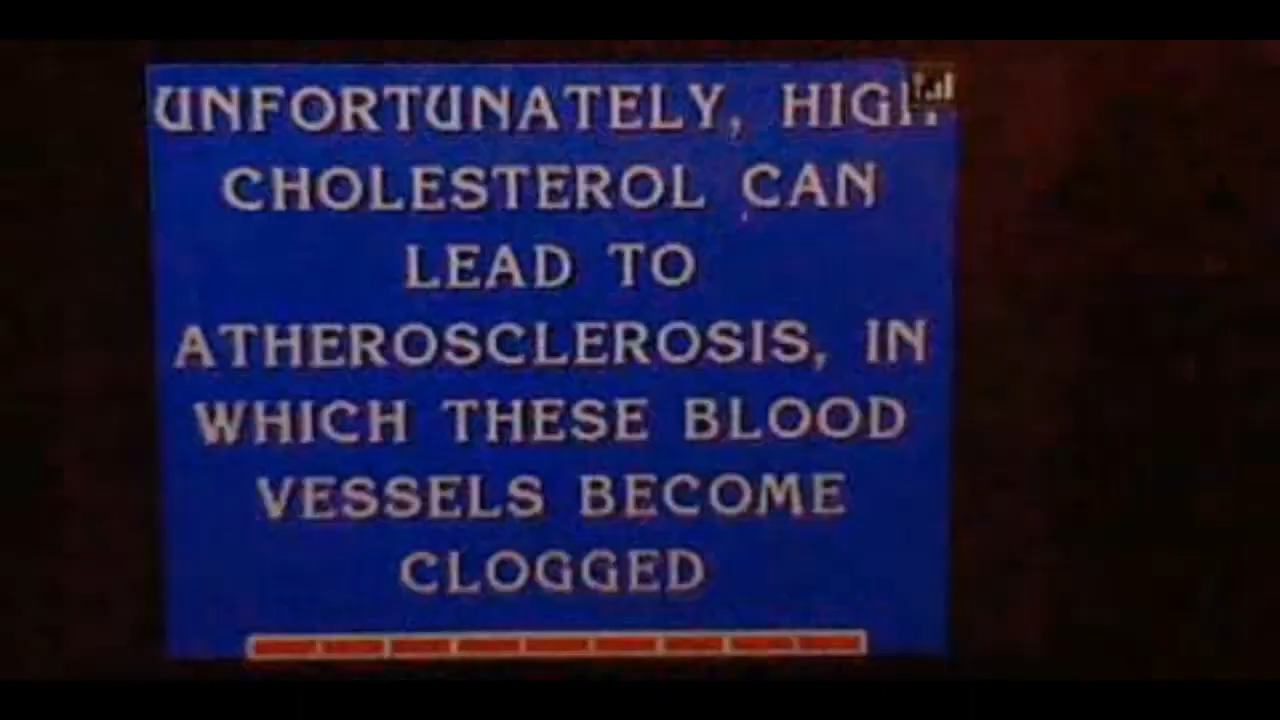 UNFORTUNATELY, HIGH
CHOLESTEROL CAN
LEAD TO
ATHEROSCLEROSIS, IN
WHICH THESE BLOOD
VESSELS BECOME
CLOGGED